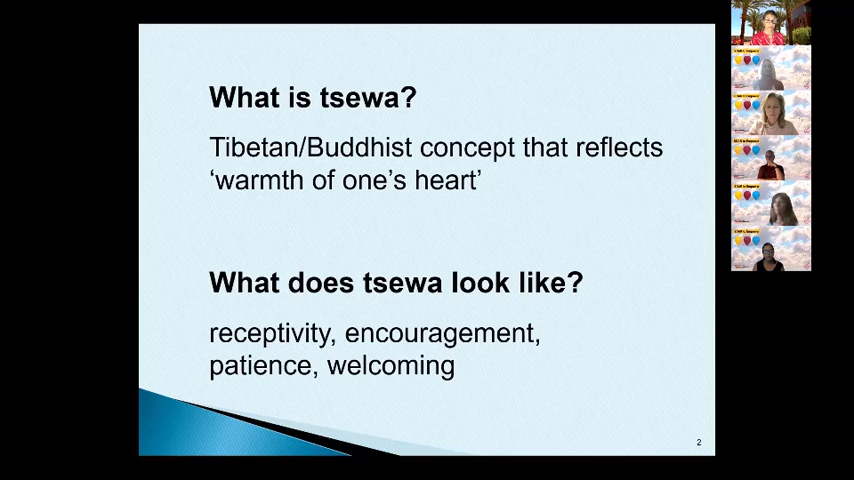 What is tsewa?
Tibetan/Buddhist concept that reflects
‘warmth of one’s heart’
What does tsewa look like?
receptivity, encouragement,
patience, welcoming
2